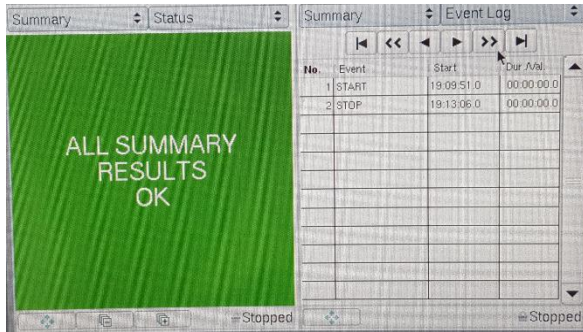 Summary Status
ALL SUMMARY
RESULTS
OK
Stopped
Summary Event Log
No. Event Start Dur./Val.
1 START 19:09:51.0 00:00:00.0
2 STOP 19:13:06.0 00:00:00.0
Stopped